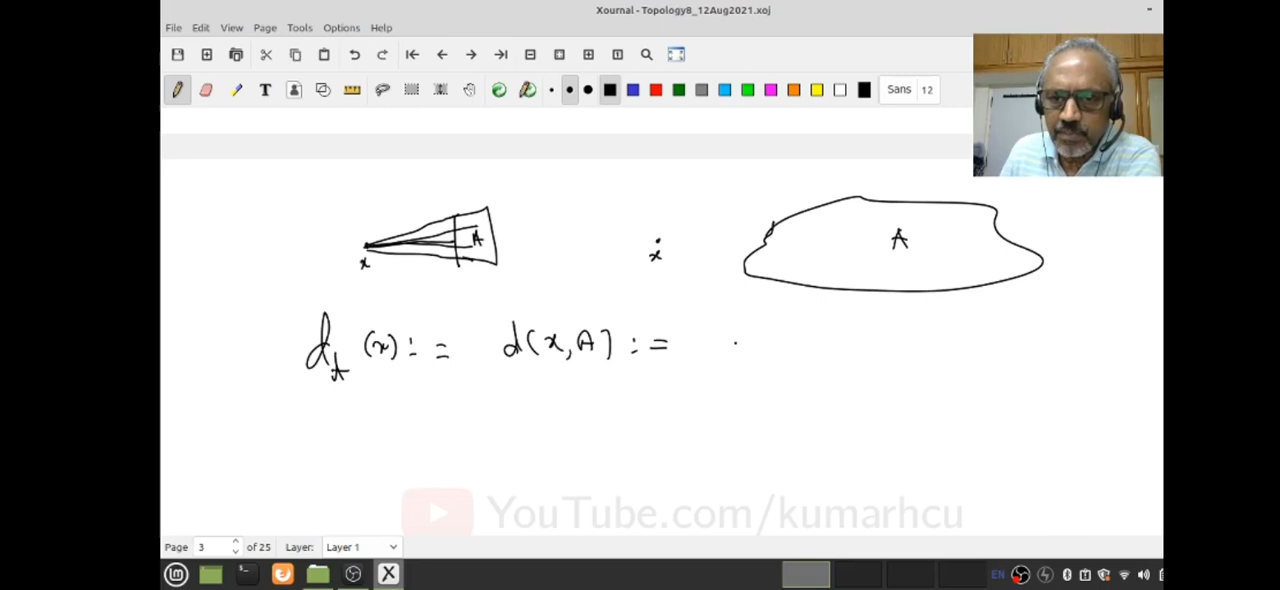 Xournal - Topology8_12Aug2021.xoj
File Edit View Page Tools Options Help
Sans 12
x A x A
d_A (x) := d(x, A) :=
YouTube.com/kumarhcu
Page 3 of 25 Layer: Layer 1
EN